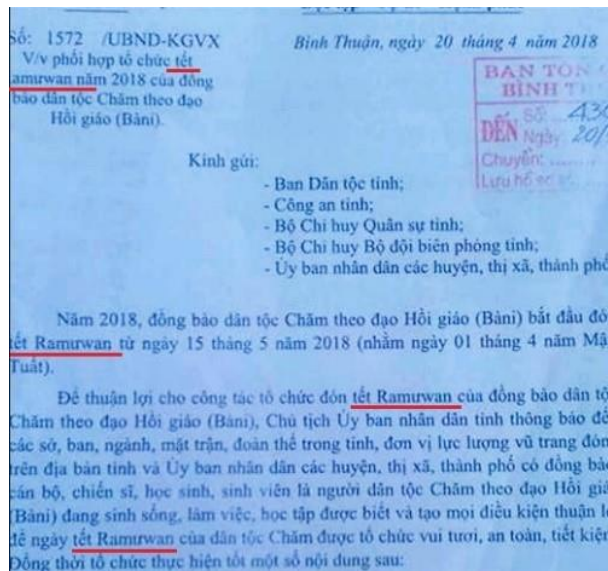 Số: 1572 /UBND-KGVX
Bình Thuận, ngày 20 tháng 4 năm 2018
V/v phối hợp tổ chức tết
Ramưwan năm 2018 của đồng
bào dân tộc Chăm theo đạo
Hồi giáo (Bàni).
BAN TÔN
BÌNH
ĐẾN Số: 430
Ngày: 20/
Chuyển:
Lưu hồ sơ
Kính gửi:
- Ban Dân tộc tỉnh;
- Công an tỉnh;
- Bộ Chỉ huy Quân sự tỉnh;
- Bộ Chỉ huy Bộ đội biên phòng tỉnh;
- Ủy ban nhân dân các huyện, thị xã, thành phố
Năm 2018, đồng bào dân tộc Chăm theo đạo Hồi giáo (Bàni) bắt đầu đó
tết Ramưwan từ ngày 15 tháng 5 năm 2018 (nhằm ngày 01 tháng 4 năm Mậ
Tuất).
Để thuận lợi cho công tác tổ chức đón tết Ramưwan của đồng bào dân tộ
Chăm theo đạo Hồi giáo (Bàni), Chủ tịch Ủy ban nhân dân tỉnh thông báo đế
các sở, ban, ngành, mặt trận, đoàn thể trong tỉnh, đơn vị lực lượng vũ trang đón
trên địa bàn tỉnh và Ủy ban nhân dân các huyện, thị xã, thành phố có đồng bào
cán bộ, chiến sĩ, học sinh, sinh viên là người dân tộc Chăm theo đạo Hồi giá
(Bàni) đang sinh sống, làm việc, học tập được biết và tạo mọi điều kiện thuận l
để ngày tết Ramưwan của dân tộc Chăm được tổ chức vui tươi, an toàn, tiết kiệ
Đồng thời tổ chức thực hiện tốt một số nội dung sau: